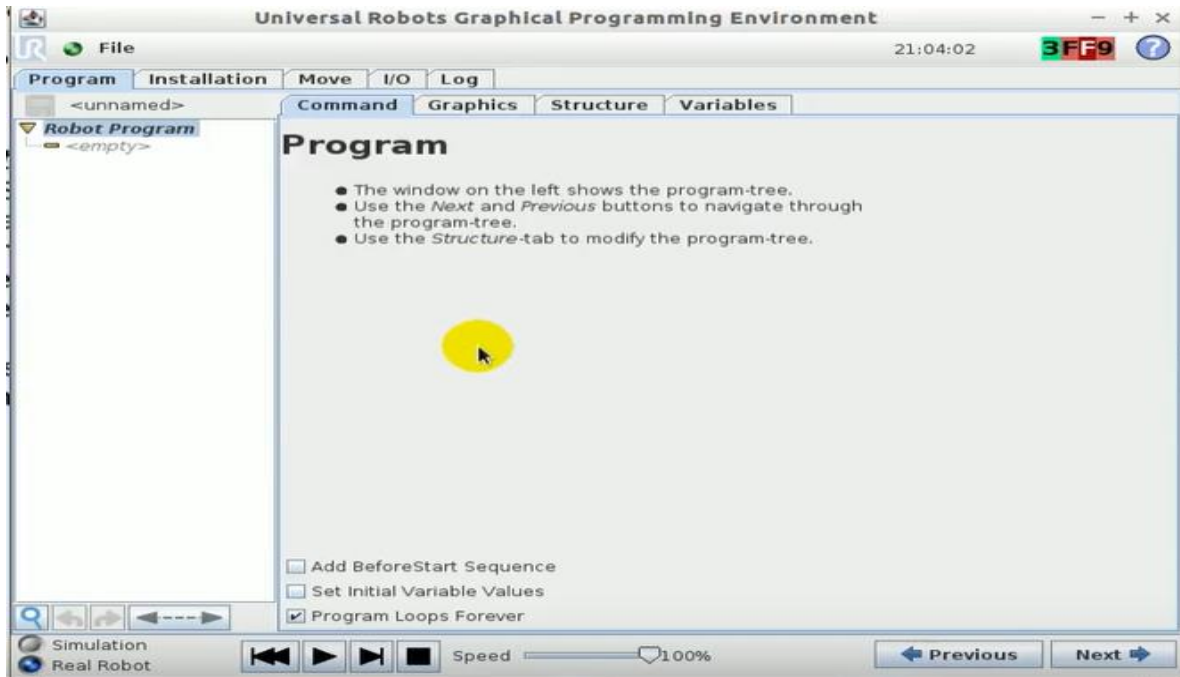 Universal Robots Graphical Programming Environment
File
21:04:02
3FF9
?
Program Installation Move I/O Log
<unnamed>
Command Graphics Structure Variables
Robot Program
<empty>
Program
The window on the left shows the program-tree.
Use the Next and Previous buttons to navigate through
the program-tree.
Use the Structure-tab to modify the program-tree.
Add BeforeStart Sequence
Set Initial Variable Values
Program Loops Forever
Simulation
Real Robot
Speed 100%
Previous
Next